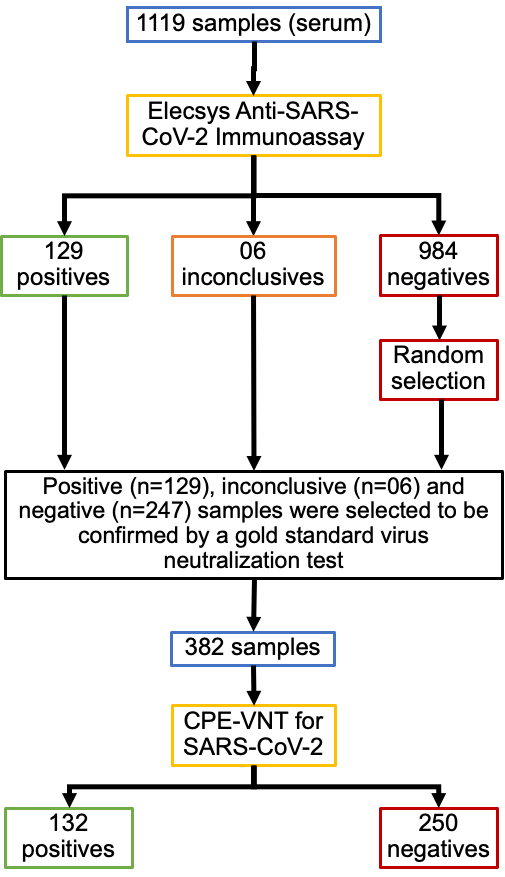 1119 samples (serum)
Elecsys Anti-SARS-
CoV-2 Immunoassay
129
positives
06
inconclusives
984
negatives
Random
selection
Positive (n=129), inconclusive (n=06) and
negative (n=247) samples were selected to be
confirmed by a gold standard virus
neutralization test
382 samples
CPE-VNT for
SARS-CoV-2
132
positives
250
negatives